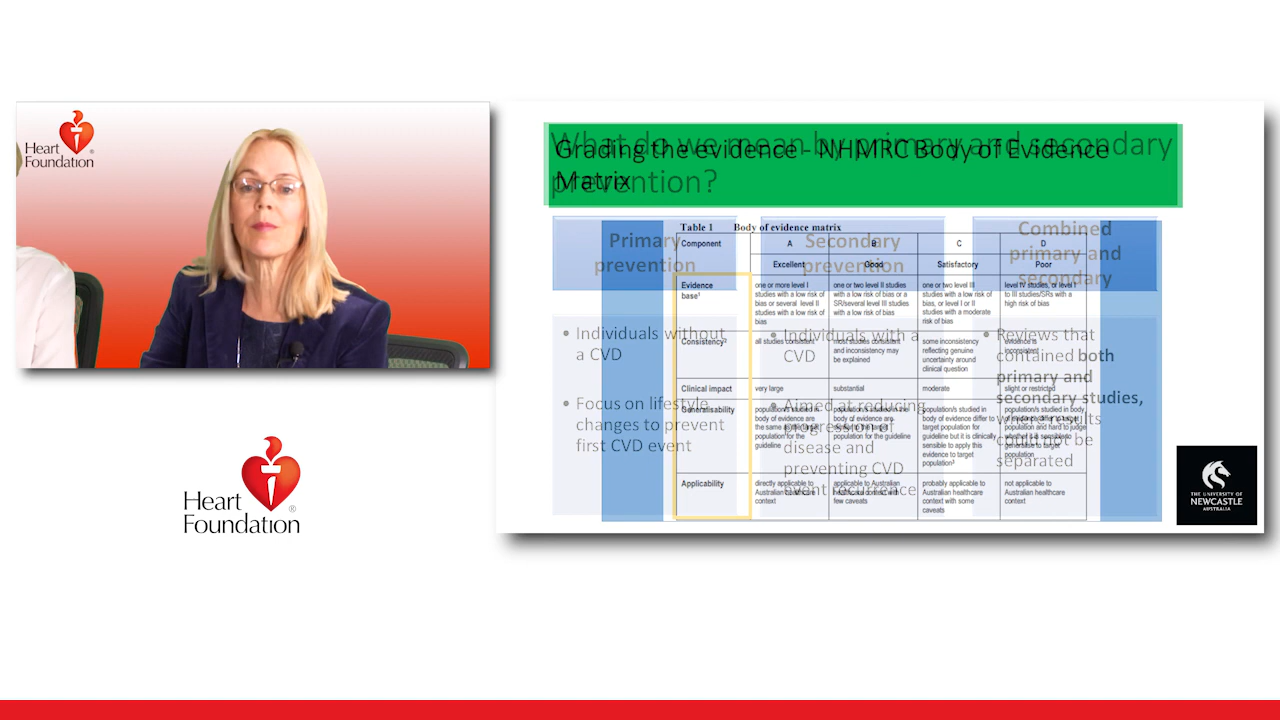 Heart
Foundation
Heart
Foundation
®
What do we mean by primary and secondary
prevention?
Grading the evidence - NHMRC Body of Evidence
Matrix
Primary
prevention
Secondary
prevention
Combined
primary and
secondary
• Individuals without
a CVD
• Focus on lifestyle
changes to prevent
first CVD event
• Individuals with a
CVD
• Aimed at reducing
progression of
disease and
preventing CVD
event recurrence
• Reviews that
contained both
primary and
secondary studies,
where results
could not be
separated
Table 1 Body of evidence matrix
Component
A
B
C
D
Excellent
Good
Satisfactory
Poor
Evidence
base¹
one or more level I
studies with a low risk of
bias or several level II
studies with a low risk of
bias
one or two level II studies
with a low risk of bias or a
SR/several level III studies
with a low risk of bias
one or two level III
studies with a low risk of
bias, or level I or II
studies with a moderate
risk of bias
level IV studies, or level I
to III studies/SRs with a
high risk of bias
Consistency²
all studies consistent
most studies consistent
and inconsistency may
be explained
some inconsistency
reflecting genuine
uncertainty around
clinical question
evidence is
inconsistent
Clinical impact
very large
substantial
moderate
slight or restricted
Generalisability
population/s studied in
body of evidence are
the same as the target
population for the
guideline
population/s studied in the
body of evidence are
similar to the target
population for the guideline
population/s studied in
body of evidence differ to
target population for
guideline but it is clinically
sensible to apply this
evidence to target
population³
population/s studied in body
population and hard to judge
whether it is sensible to
generalise to target
population
Applicability
directly applicable to
Australian healthcare
context
applicable to Australian
healthcare context with
few caveats
probably applicable to
Australian healthcare
context with some
caveats
not applicable to
Australian healthcare
context
THE UNIVERSITY OF
NEWCASTLE
AUSTRALIA